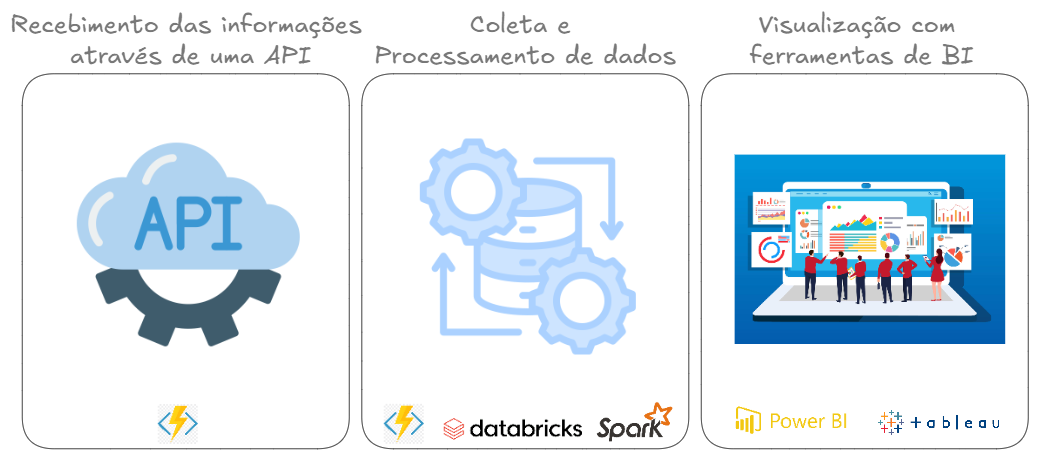 Recebimento das informações
através de uma API
Coleta e
Processamento de dados
Visualização com
ferramentas de BI
API
databricks
Spark
Power BI
+ a b l e a u